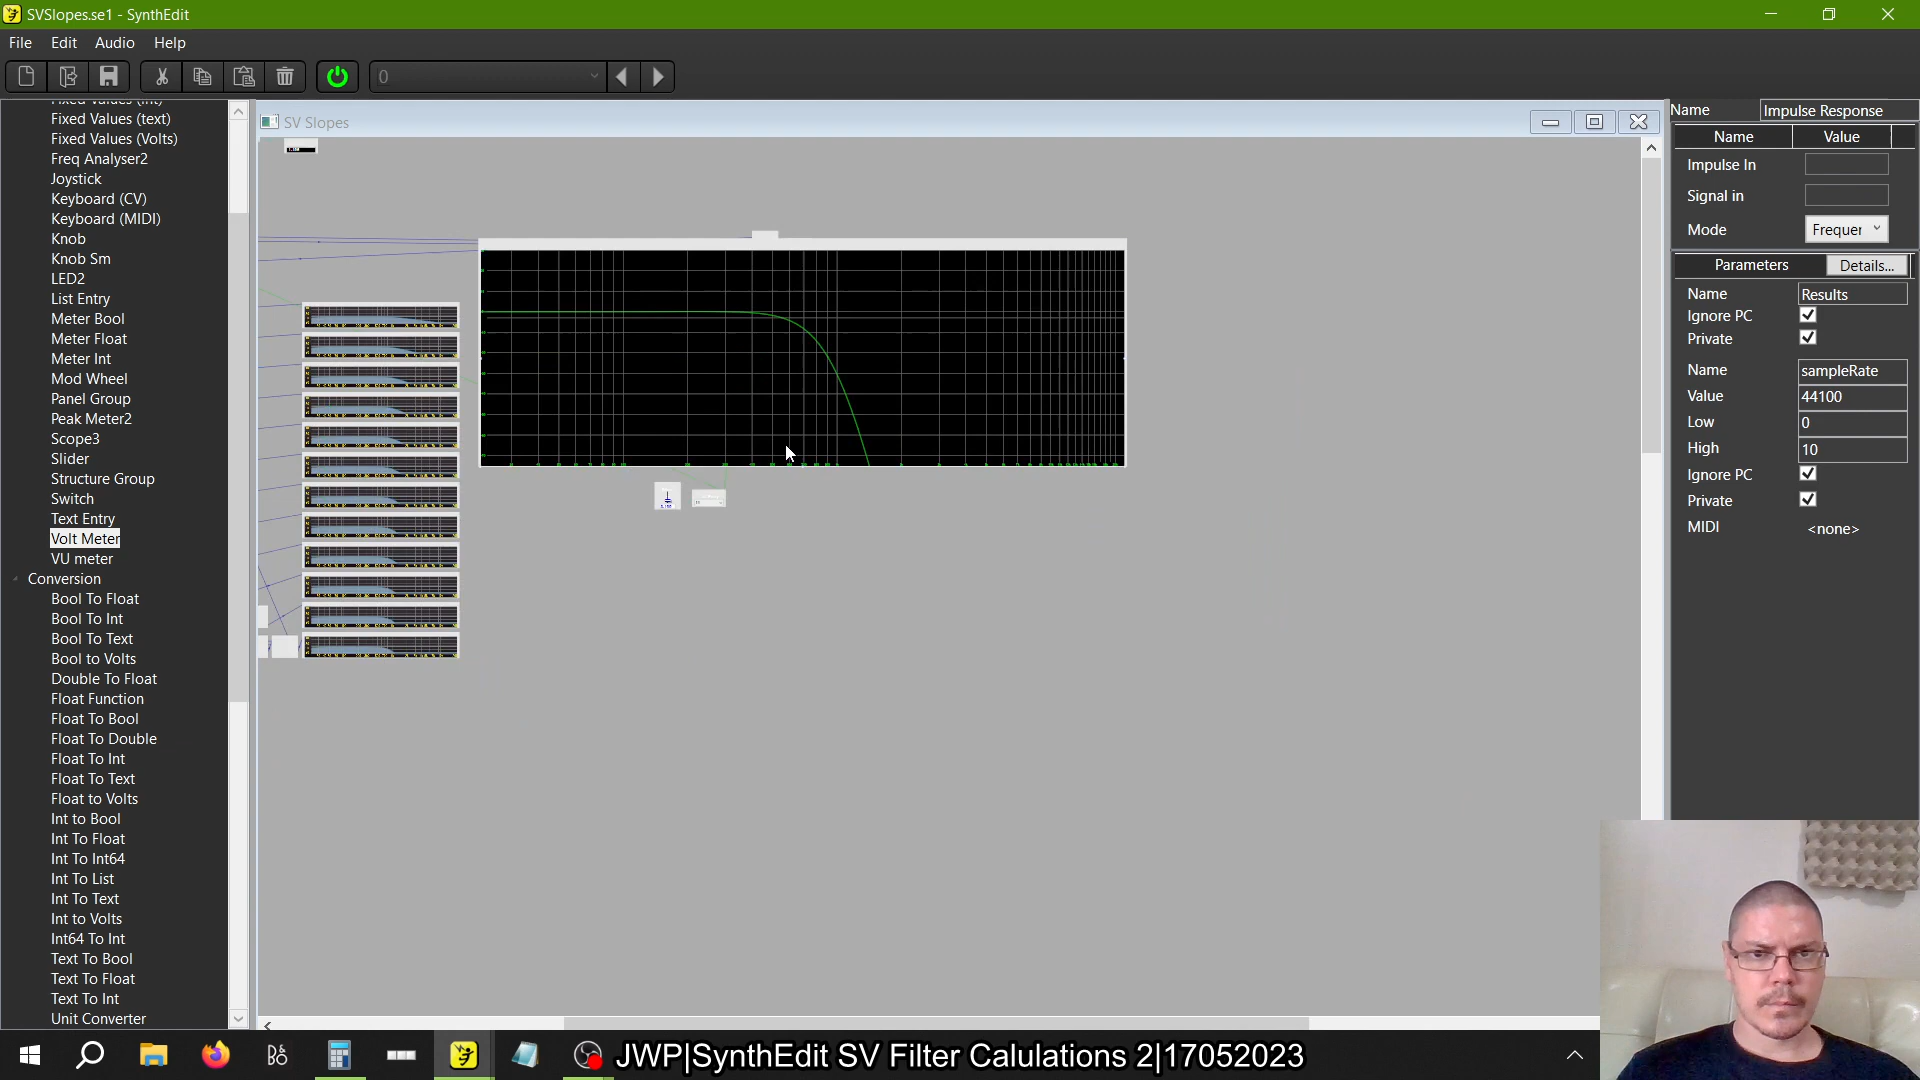 SVSlopes.se1 - SynthEdit
File Edit Audio Help
0
Fixed Values (int)
Fixed Values (text)
Fixed Values (Volts)
Freq Analyser2
Joystick
Keyboard (CV)
Keyboard (MIDI)
Knob
Knob Sm
LED2
List Entry
Meter Bool
Meter Float
Meter Int
Mod Wheel
Panel Group
Peak Meter2
Scope3
Slider
Structure Group
Switch
Text Entry
Volt Meter
VU meter
Conversion
Bool To Float
Bool To Int
Bool To Text
Bool to Volts
Double To Float
Float Function
Float To Bool
Float To Double
Float To Int
Float To Text
Float to Volts
Int to Bool
Int To Float
Int To Int64
Int To List
Int To Text
Int to Volts
Int64 To Int
Text To Bool
Text To Float
Text To Int
Unit Converter
SV Slopes
Name Impulse Response
Name Value
Impulse In
Signal in
Mode Frequer
Parameters Details...
Name Results
Ignore PC
Private
Name sampleRate
Value 44100
Low 0
High 10
Ignore PC
Private
MIDI <none>
JWP|SynthEdit SV Filter Calulations 2|17052023